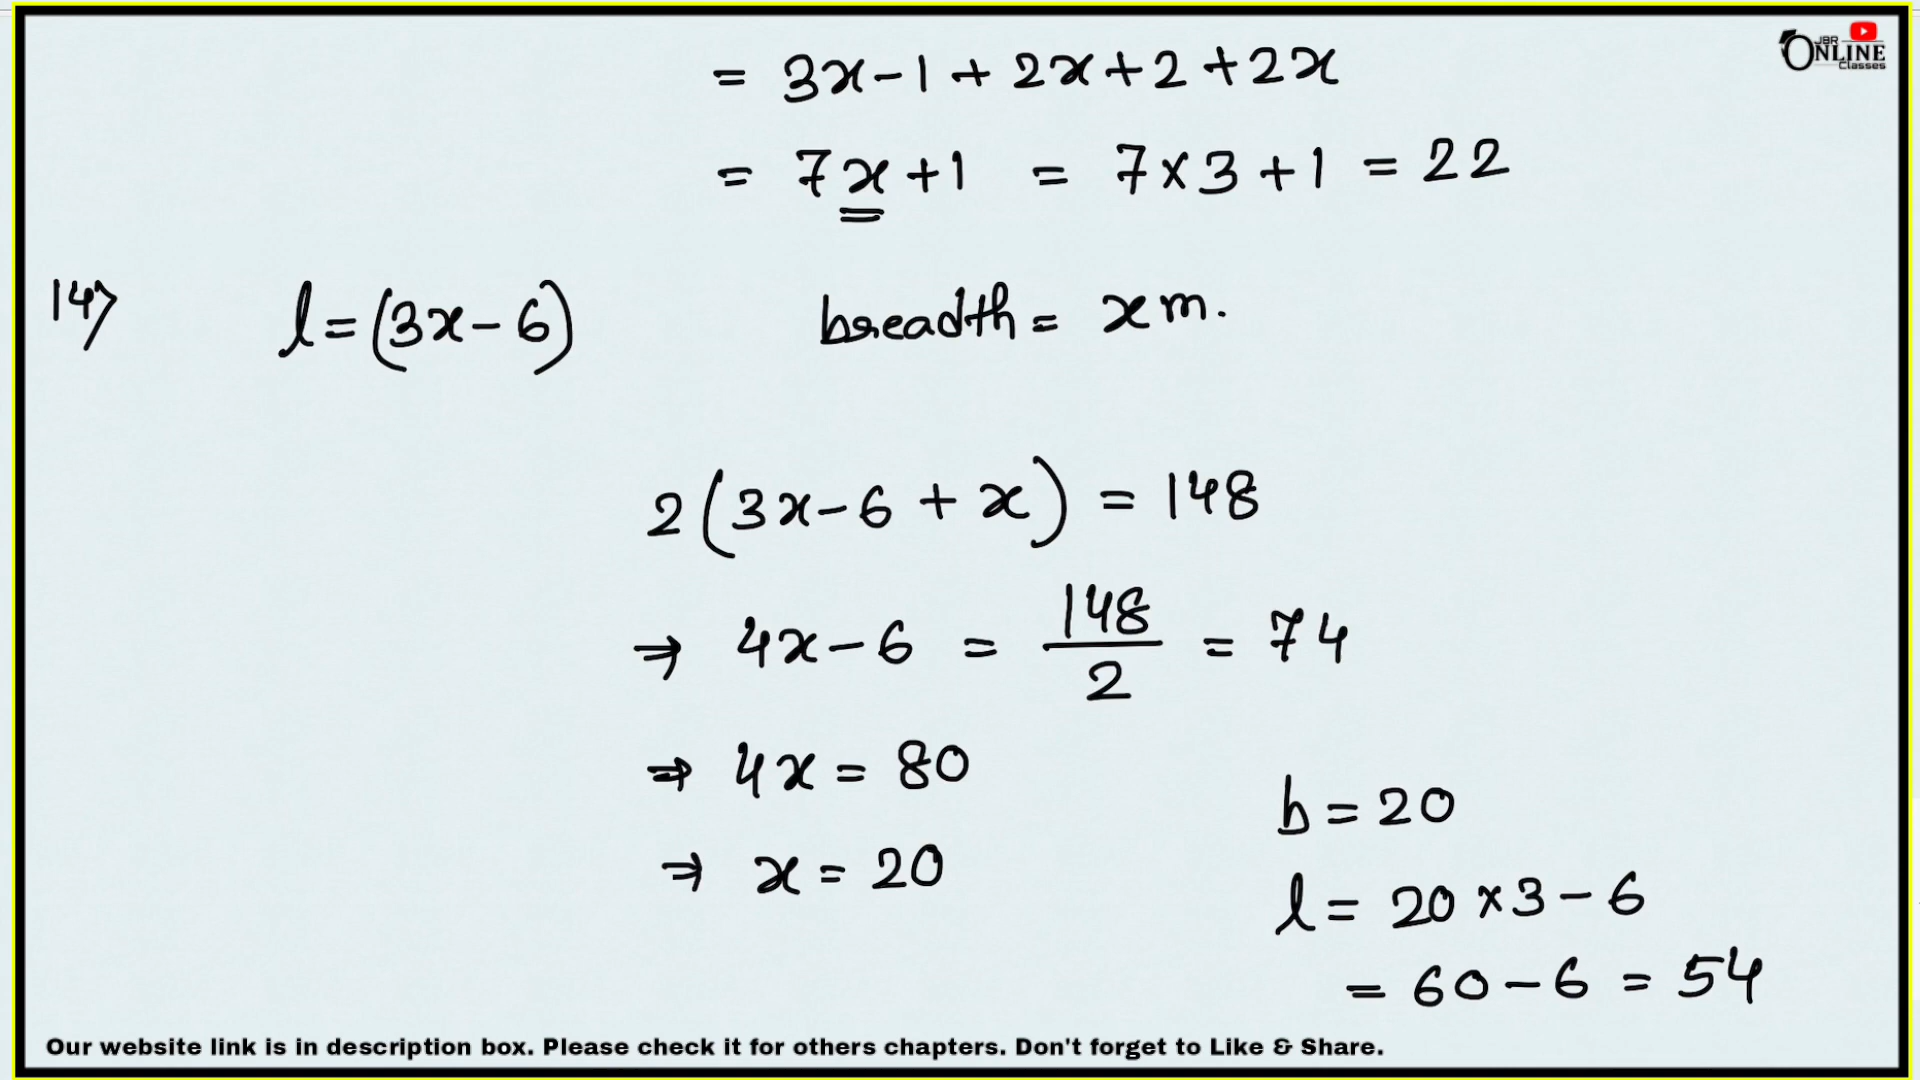 JBR
ONLINE
Classes
= 3x-1 + 2x+2 +2x
= 7x+1 = 7×3+1 = 22
14> l=(3x-6) breadth = x m.
2(3x-6 + x) = 148
⇒ 4x-6 = 148/2 = 74
⇒ 4x = 80
⇒ x = 20
b = 20
l = 20×3-6
= 60-6 = 54
Our website link is in description box. Please check it for others chapters. Don't forget to Like & Share.